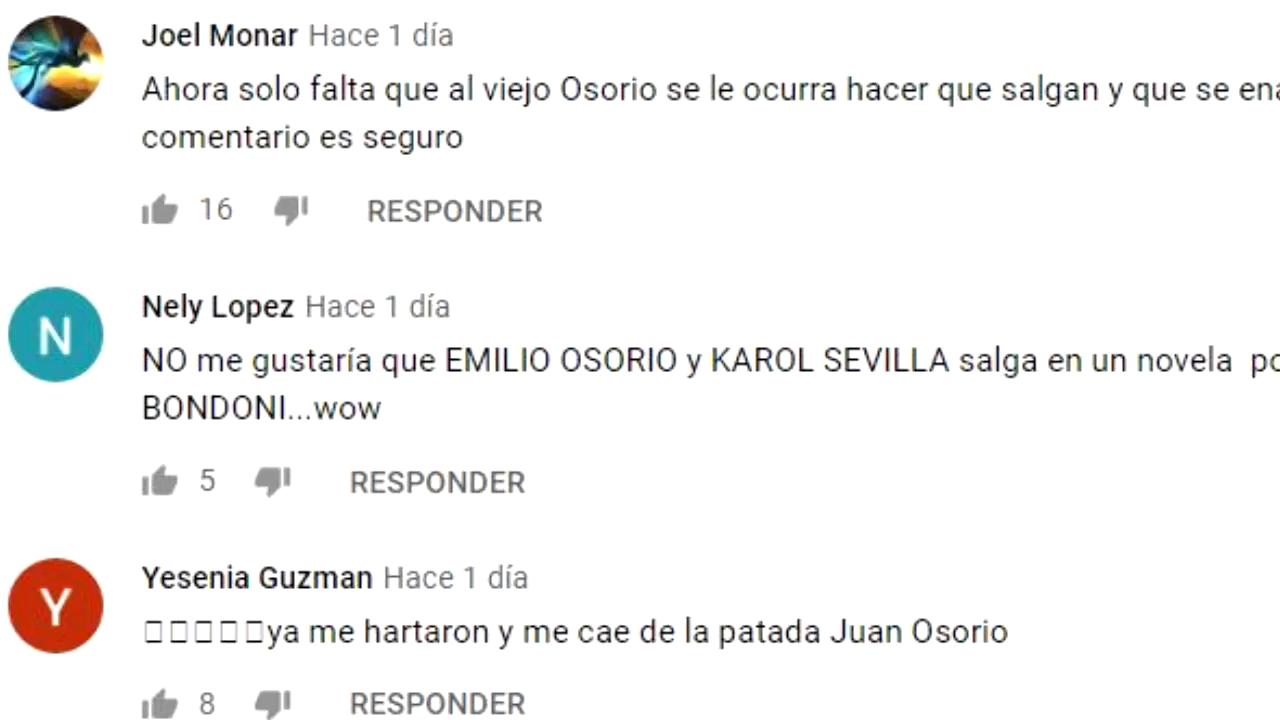 Joel Monar Hace 1 día
Ahora solo falta que al viejo Osorio se le ocurra hacer que salgan y que se
comentario es seguro
16 RESPONDER
N
Nely Lopez Hace 1 día
NO me gustaría que EMILIO OSORIO y KAROL SEVILLA salga en un novela
BONDONI...wow
5 RESPONDER
Y
Yesenia Guzman Hace 1 día
□□□□□ya me hartaron y me cae de la patada Juan Osorio
8 RESPONDER